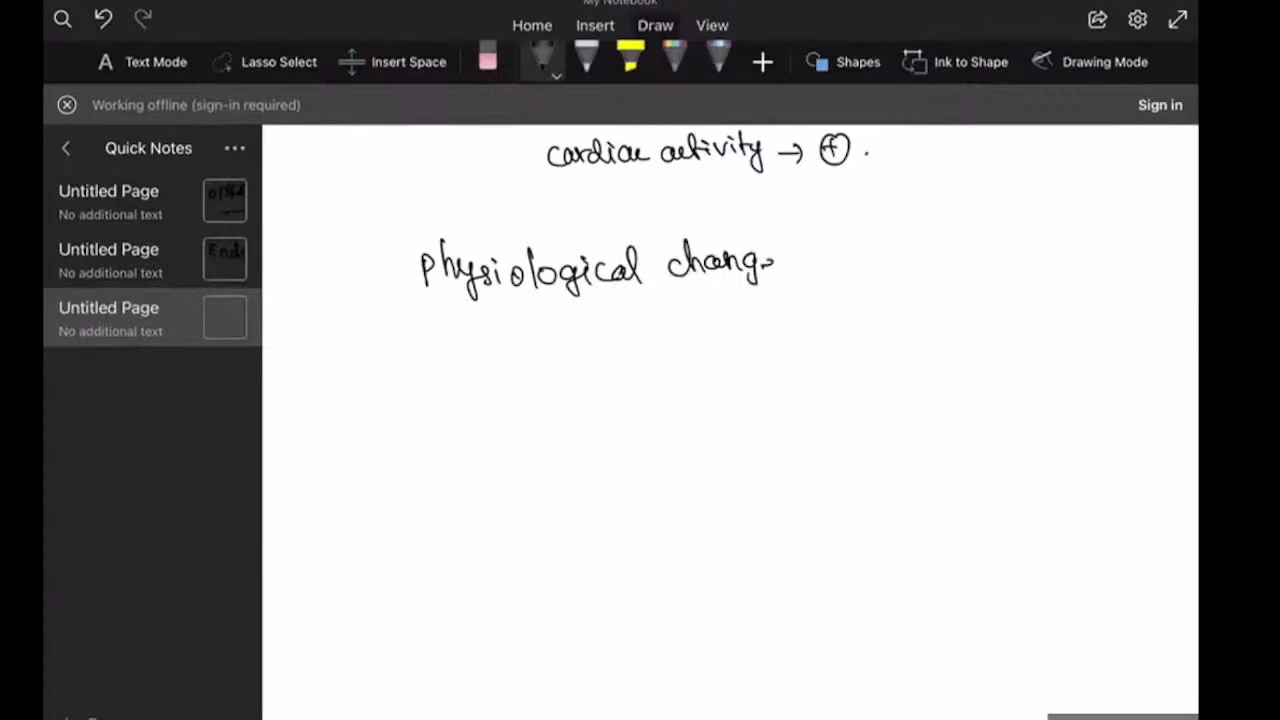 My Notebook
Home Insert Draw View
Text Mode Lasso Select Insert Space Shapes Ink to Shape Drawing Mode
Working offline (sign-in required) Sign in
Quick Notes
Untitled Page
No additional text
Untitled Page
No additional text
Untitled Page
No additional text
cardiac activity → (+) .
physiological chang